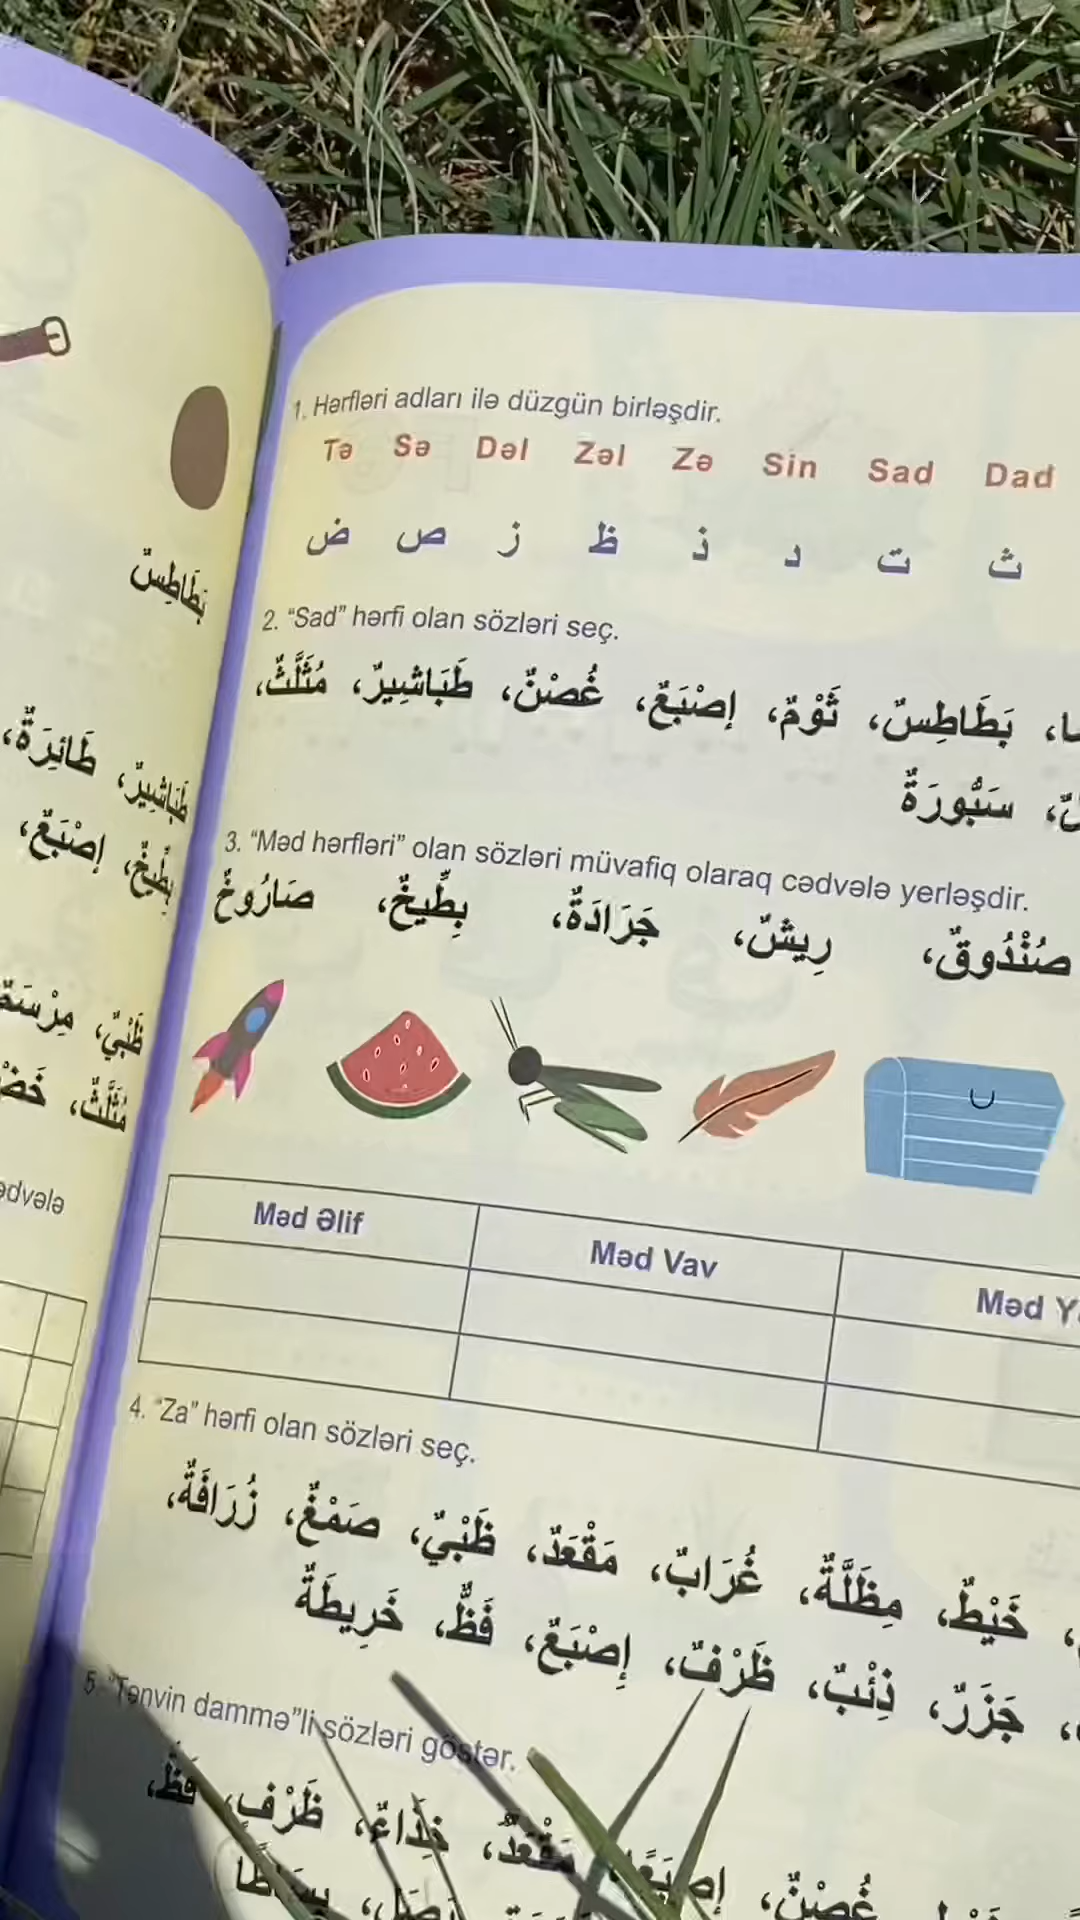 بَطَاطِسٌ
طَبَاشِيرٌ، طَائِرَةٌ،
بِطِّيخٌ، إِصْبَعٌ،
ظَبْيٌ،
مُثَلَّثٌ،
1. Hərfləri adları ilə düzgün birləşdir.
Tə Sə Dəl Zəl Zə Sin Sad Dad
ض ص ز ظ ذ د ت ث
2. “Sad” hərfi olan sözləri seç.
بَطَاطِسٌ، ثَوْمٌ، إِصْبَعٌ، غُصْنٌ، طَبَاشِيرٌ، مُثَلَّثٌ،
سَبُّورَةٌ
3. “Məd hərfləri” olan sözləri müvafiq olaraq cədvələ yerləşdir.
صُنْدُوقٌ، رِيشٌ، جَرَادَةٌ، بِطِّيخٌ، صَارُوخٌ
Məd Əlif Məd Vav Məd
4. “Za” hərfi olan sözləri seç.
خَيْطٌ، مِظَلَّةٌ، غُرَابٌ، مَقْعَدٌ، ظَبْيٌ، صَمْغٌ، زُرَافَةٌ،
جَزَرٌ، ذِئْبٌ، ظَرْفٌ، إِصْبَعٌ، فَظٌّ، خَرِيطَةٌ
5. “Tənvin dammə”li sözləri göstər.
غُصْنٌ، إِصْبَعًا، مَقْعَدٌ، ظَرْفٍ،